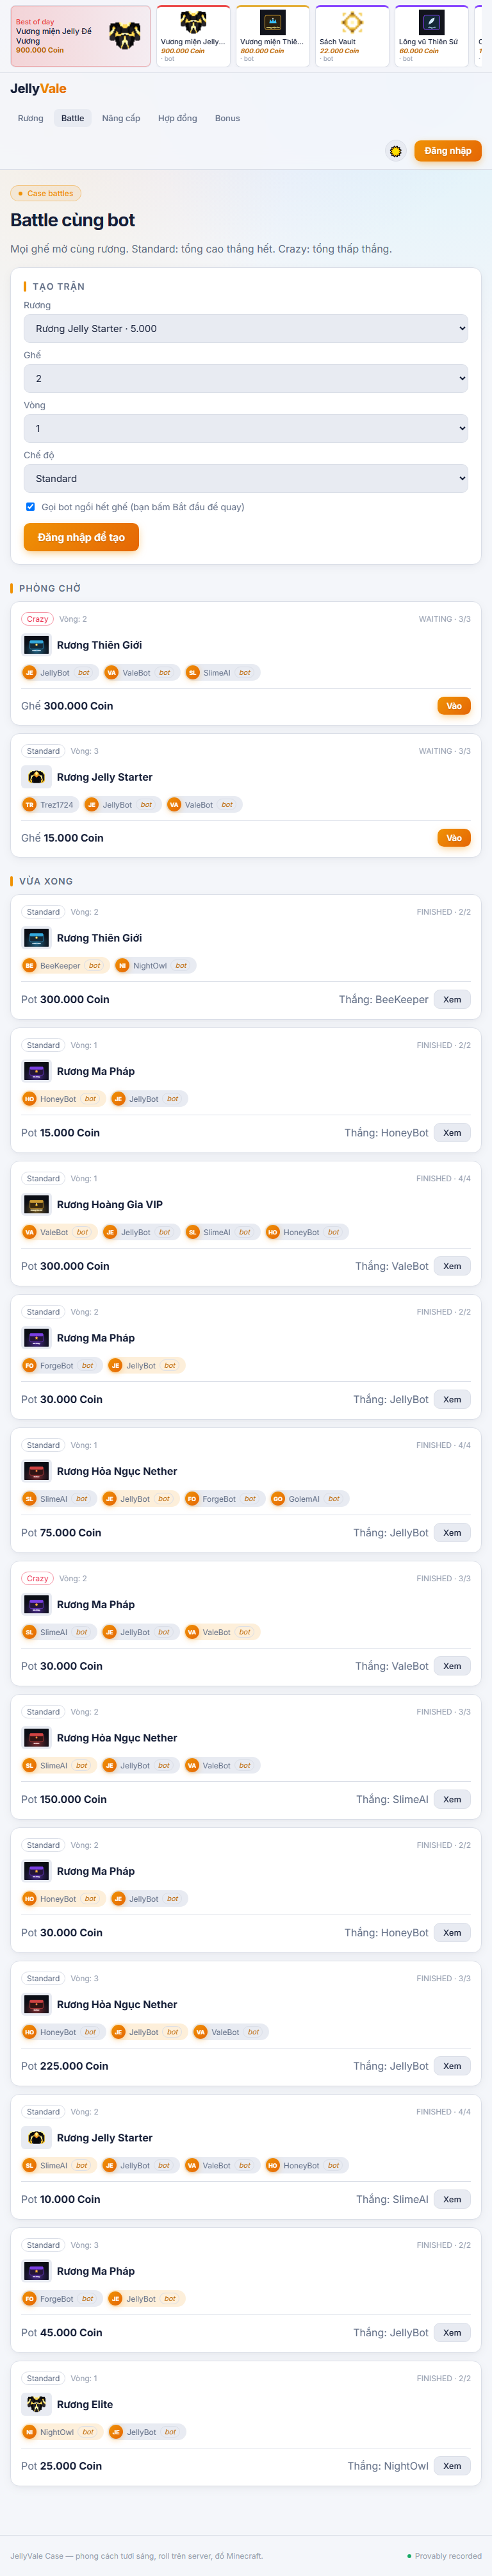 Best of day
Vương miện Jelly Đế
Vương
900.000 Coin
Vương miện Jelly...
900.000 Coin
· bot
Vương miện Thiê...
800.000 Coin
· bot
Sách Vault
22.000 Coin
· bot
Lông vũ Thiên Sứ
60.000 Coin
· bot
JellyVale
Rương
Battle
Nâng cấp
Hợp đồng
Bonus
Đăng nhập
Case battles
Battle cùng bot
Mọi ghế mở cùng rương. Standard: tổng cao thắng hết. Crazy: tổng thấp thắng.
TẠO TRẬN
Rương
Rương Jelly Starter · 5.000
Ghế
2
Vòng
1
Chế độ
Standard
Gọi bot ngồi hết ghế (bạn bấm Bắt đầu để quay)
Đăng nhập để tạo
PHÒNG CHỜ
Crazy Vòng: 2 WAITING · 3/3
Rương Thiên Giới
JE JellyBot bot VA ValeBot bot SL SlimeAI bot
Ghế 300.000 Coin Vào
Standard Vòng: 3 WAITING · 3/3
Rương Jelly Starter
TR Trez1724 JE JellyBot bot VA ValeBot bot
Ghế 15.000 Coin Vào
VỪA XONG
Standard Vòng: 2 FINISHED · 2/2
Rương Thiên Giới
BE BeeKeeper bot NI NightOwl bot
Pot 300.000 Coin Thắng: BeeKeeper Xem
Standard Vòng: 1 FINISHED · 2/2
Rương Ma Pháp
HO HoneyBot bot JE JellyBot bot
Pot 15.000 Coin Thắng: HoneyBot Xem
Standard Vòng: 1 FINISHED · 4/4
Rương Hoàng Gia VIP
VA ValeBot bot JE JellyBot bot SL SlimeAI bot HO HoneyBot bot
Pot 300.000 Coin Thắng: ValeBot Xem
Standard Vòng: 2 FINISHED · 2/2
Rương Ma Pháp
FO ForgeBot bot JE JellyBot bot
Pot 30.000 Coin Thắng: JellyBot Xem
Standard Vòng: 1 FINISHED · 4/4
Rương Hỏa Ngục Nether
SL SlimeAI bot JE JellyBot bot FO ForgeBot bot GO GolemAI bot
Pot 75.000 Coin Thắng: JellyBot Xem
Crazy Vòng: 2 FINISHED · 3/3
Rương Ma Pháp
SL SlimeAI bot JE JellyBot bot VA ValeBot bot
Pot 30.000 Coin Thắng: ValeBot Xem
Standard Vòng: 2 FINISHED · 3/3
Rương Hỏa Ngục Nether
SL SlimeAI bot JE JellyBot bot VA ValeBot bot
Pot 150.000 Coin Thắng: SlimeAI Xem
Standard Vòng: 2 FINISHED · 2/2
Rương Ma Pháp
HO HoneyBot bot JE JellyBot bot
Pot 30.000 Coin Thắng: HoneyBot Xem
Standard Vòng: 3 FINISHED · 3/3
Rương Hỏa Ngục Nether
HO HoneyBot bot JE JellyBot bot VA ValeBot bot
Pot 225.000 Coin Thắng: JellyBot Xem
Standard Vòng: 2 FINISHED · 4/4
Rương Jelly Starter
SL SlimeAI bot JE JellyBot bot VA ValeBot bot HO HoneyBot bot
Pot 10.000 Coin Thắng: SlimeAI Xem
Standard Vòng: 3 FINISHED · 2/2
Rương Ma Pháp
FO ForgeBot bot JE JellyBot bot
Pot 45.000 Coin Thắng: JellyBot Xem
Standard Vòng: 1 FINISHED · 2/2
Rương Elite
NI NightOwl bot JE JellyBot bot
Pot 25.000 Coin Thắng: NightOwl Xem
JellyVale Case — phong cách tươi sáng, roll trên server, đồ Minecraft.
Provably recorded